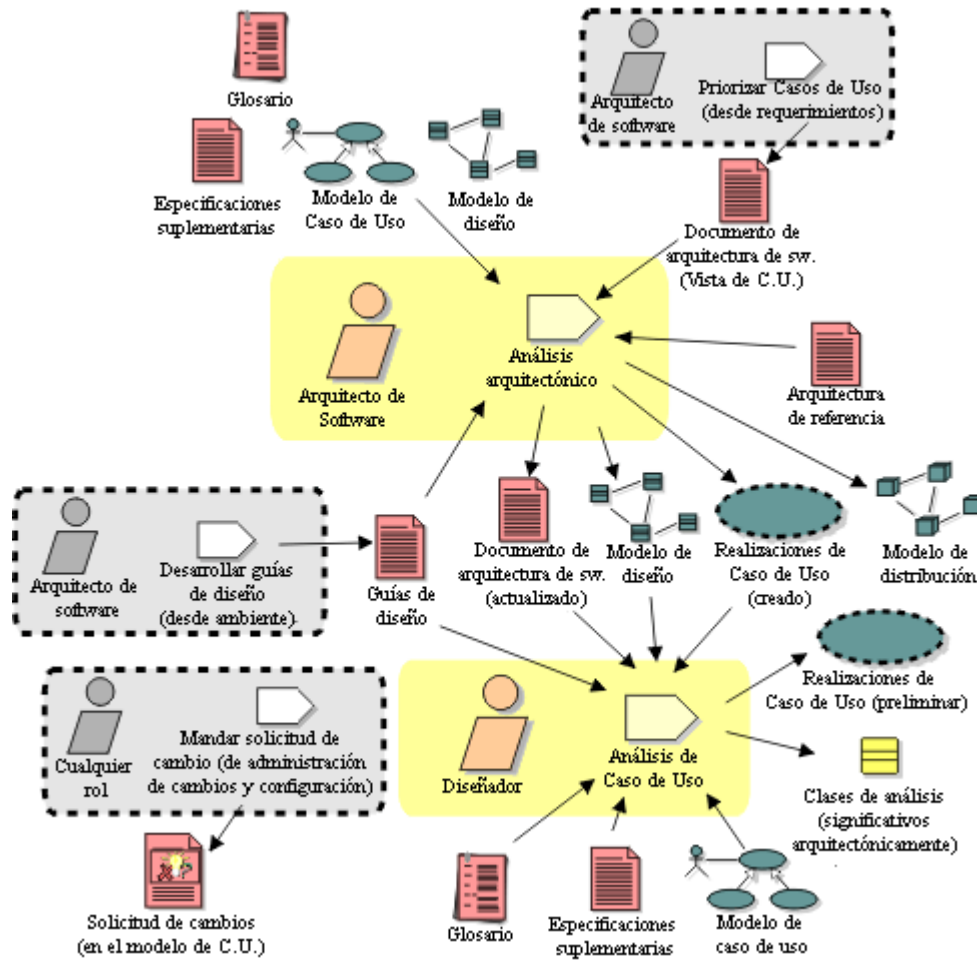 Glosario
Especificaciones
suplementarias
Modelo de
Caso de Uso
Modelo de
diseño
Arquitecto
de software
Priorizar Casos de Uso
(desde requerimientos)
Documento de
arquitectura de sw.
(Vista de C.U.)
Arquitecto de
Software
Análisis
arquitectónico
Arquitectura
de referencia
Arquitecto de
software
Desarrollar guías
de diseño
(desde ambiente).
Guías de
diseño
Documento de
arquitectura de sw.
(actualizado)
Modelo de
diseño
Realizaciones de
Caso de Uso
(creado)
Modelo de
distribución
Cualquier
rol
Mandar solicitud de
cambio (de administración
de cambios y configuración)
Solicitud de cambios
(en el modelo de C.U.)
Diseñador
Análisis de
Caso de Uso
Realizaciones de
Caso de Uso (preliminar)
Clases de análisis
(significativos
arquitectónicamente)
Glosario
Especificaciones
suplementarias
Modelo de
caso de uso